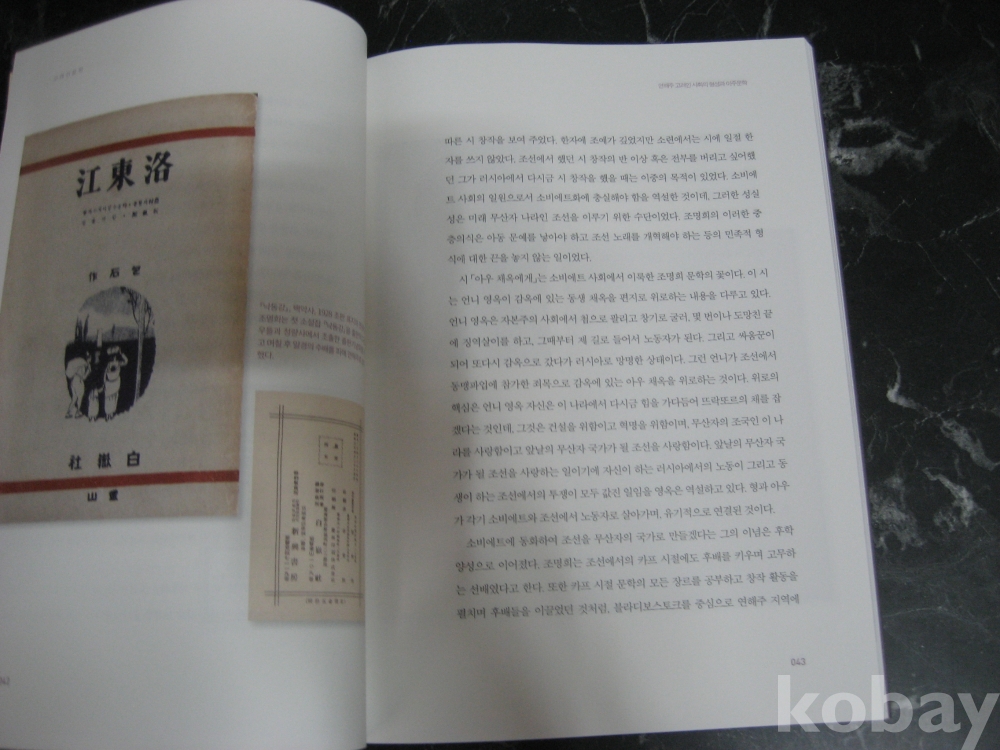 江東洛
作石
社撒白
山
『낙동강』, 백악사, 1928
043
연해주 고려인 사회의 형성과 이주문학
따른 시 창작을 보여 주었다. 한자에 조예가 깊었지만 소련에서는 시에 일절 한
자를 쓰지 않았다. 조선에서 했던 시 창작의 반 이상 혹은 전부를 버리고 싶어했
던 그가 러시아에서 다시금 시 창작을 했을 때는 이중의 목적이 있었다. 소비에
트 사회의 일원으로서 소비에트화에 충실해야 함을 역설한 것인데, 그러한 성실
성은 미래 무산자 나라인 조선을 이루기 위한 수단이었다. 조명희의 이러한 중
층의식은 아동 문예를 낳아야 하고 조선 노래를 개혁해야 하는 등의 민족적 형
식에 대한 끈을 놓지 않는 일이었다.
시 「아우 채옥에게」는 소비에트 사회에서 이룩한 조명희 문학의 꽃이다. 이 시
는 언니 영옥이 감옥에 있는 동생 채옥을 편지로 위로하는 내용을 다루고 있다.
언니 영옥은 자본주의 사회에서 첩으로 팔리고 창기로 굴러, 몇 번이나 도망친 끝
에 징역살이를 하고, 그때부터 제 길로 들어서 노동자가 된다. 그리고 싸움꾼이
되어 또다시 감옥으로 갔다가 러시아로 망명한 상태이다. 그런 언니가 조선에서
동맹파업에 참가한 죄목으로 감옥에 있는 아우 채옥을 위로하는 것이다. 위로의
핵심은 언니 영옥 자신은 이 나라에서 다시금 힘을 가다듬어 뜨락또르의 채를 잡
겠다는 것인데, 그것은 건설을 위함이고 혁명을 위함이며, 무산자의 조국인 이 나
라를 사랑함이고 앞날의 무산자 국가가 될 조선을 사랑함이다. 앞날의 무산자 국
가가 될 조선을 사랑하는 일이기에 자신이 하는 러시아에서의 노동이 그리고 동
생이 하는 조선에서의 투쟁이 모두 값진 일임을 영옥은 역설하고 있다. 형과 아우
가 각기 소비에트와 조선에서 노동자로 살아가며, 유기적으로 연결된 것이다.
소비에트에 동화하여 조선을 무산자의 국가로 만들겠다는 그의 이념은 후학
양성으로 이어졌다. 조명희는 조선에서의 카프 시절에도 후배를 키우며 고무하
는 선배였다고 한다. 또한 카프 시절 문학의 모든 장르를 공부하고 창작 활동을
펼치며 후배들을 이끌었던 것처럼, 블라디보스토크를 중심으로 연해주 지역에
043
kobay